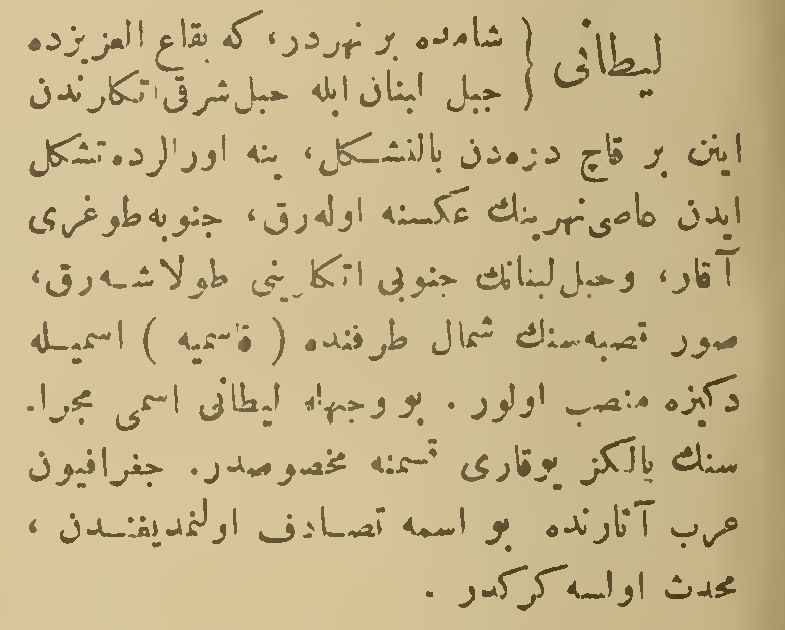 ليطانى { شامده بر نهردر، كه بقاع العزيزده
جبل لبنان ايله جبل شرقى اتكارندن
اينن بر قاچ دره‌دن بالتشكل، ينه اورالرده تشكل
ايدن عاصى نهرينك عكسنه اوله‌رق، جنوبه طوغرى
آقار، وجبل لبنانك جنوبى اتكارينى طولاشه‌رق،
صور قصبه‌سنك شمال طرفنده ( قاسميه ) اسميله
دكزه منصب اولور . بو وجهله ليطانى اسمى مجرا.
سنك يالكز يوقارى قسمنه مخصوصدر. جغرافيون
عرب آثارنده بو اسمه تصادف اولنمديغندن ،
محدث اولسه كركدر .